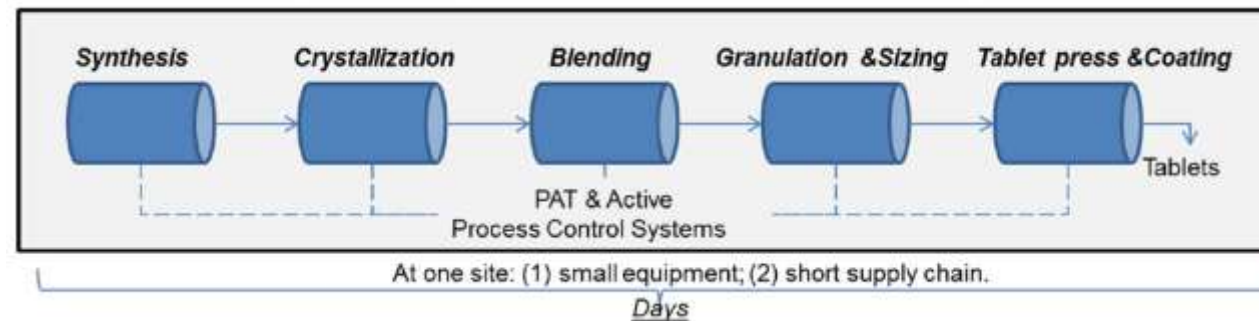 Synthesis
Crystallization
Blending
Granulation &Sizing
Tablet press &Coating
Tablets
PAT & Active
Process Control Systems
At one site: (1) small equipment; (2) short supply chain.
Days